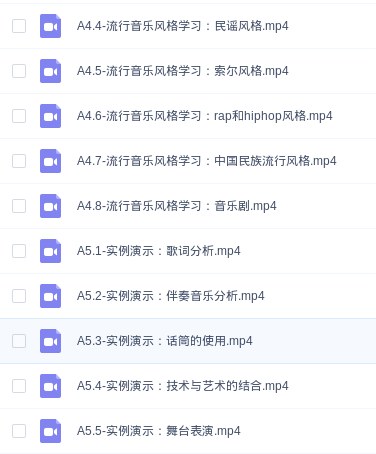 A4.4-流行音乐风格学习：民谣风格.mp4
A4.5-流行音乐风格学习：索尔风格.mp4
A4.6-流行音乐风格学习：rap和hiphop风格.mp4
A4.7-流行音乐风格学习：中国民族流行风格.mp4
A4.8-流行音乐风格学习：音乐剧.mp4
A5.1-实例演示：歌词分析.mp4
A5.2-实例演示：伴奏音乐分析.mp4
A5.3-实例演示：话筒的使用.mp4
A5.4-实例演示：技术与艺术的结合.mp4
A5.5-实例演示：舞台表演.mp4